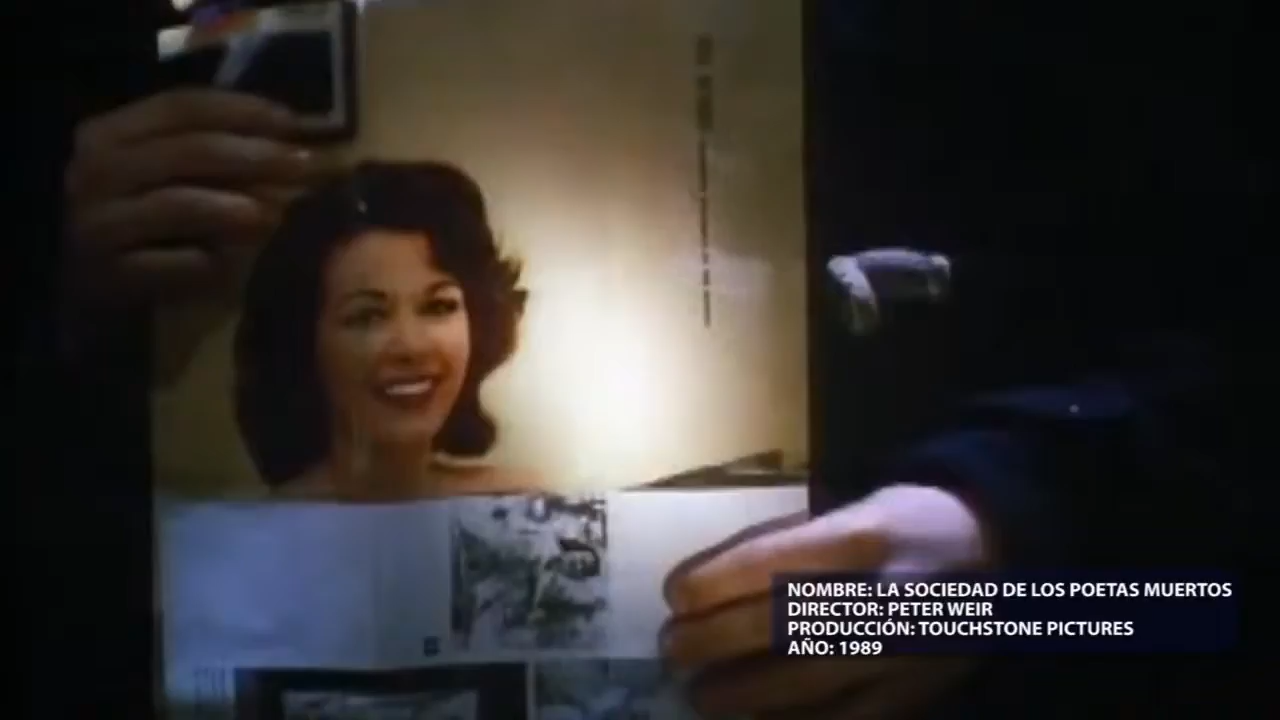 NOMBRE: LA SOCIEDAD DE LOS POETAS MUERTOS
DIRECTOR: PETER WEIR
PRODUCCIÓN: TOUCHSTONE PICTURES
AÑO: 1989